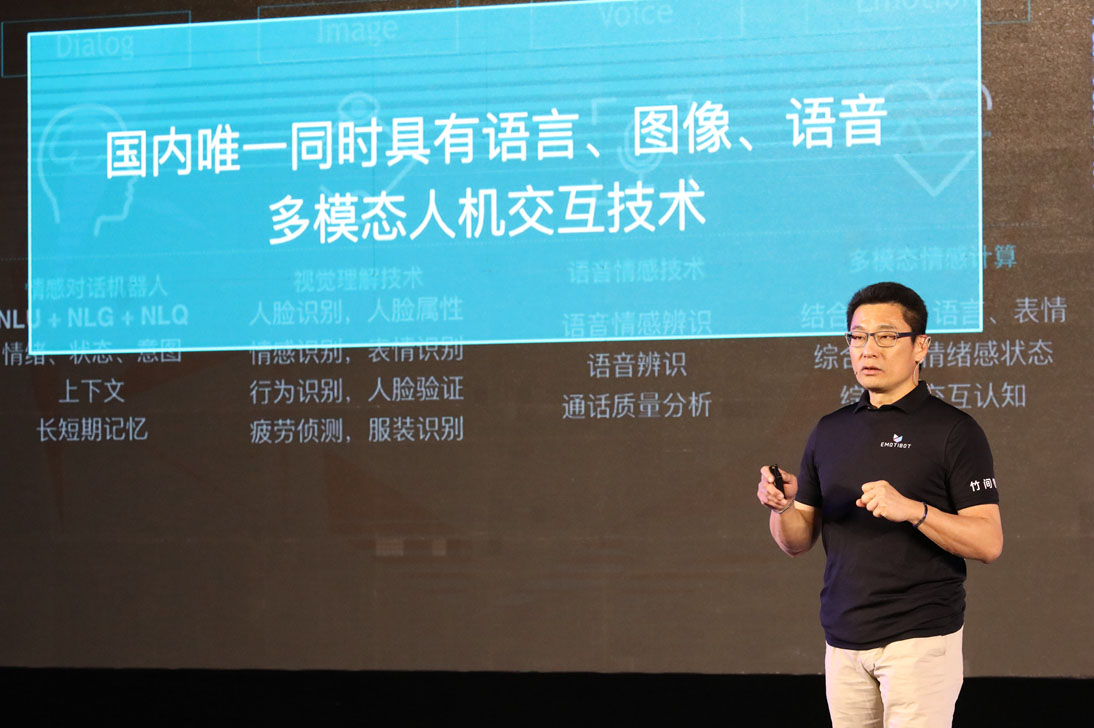 Dialog
Image
Voice
Emotion
国内唯一同时具有语言、图像、语音
多模态人机交互技术
情感对话机器人
NLU + NLG + NLQ
情绪、状态、意图
上下文
长短期记忆
视觉理解技术
人脸识别，人脸属性
情感识别，表情识别
行为识别，人脸验证
疲劳侦测，服装识别
语音情感技术
语音情感辨识
语音辨识
通话质量分析
多模态情感计算
结合 语言、表情
综 情绪感状态
综 交互认知
EMOTIBOT
竹间